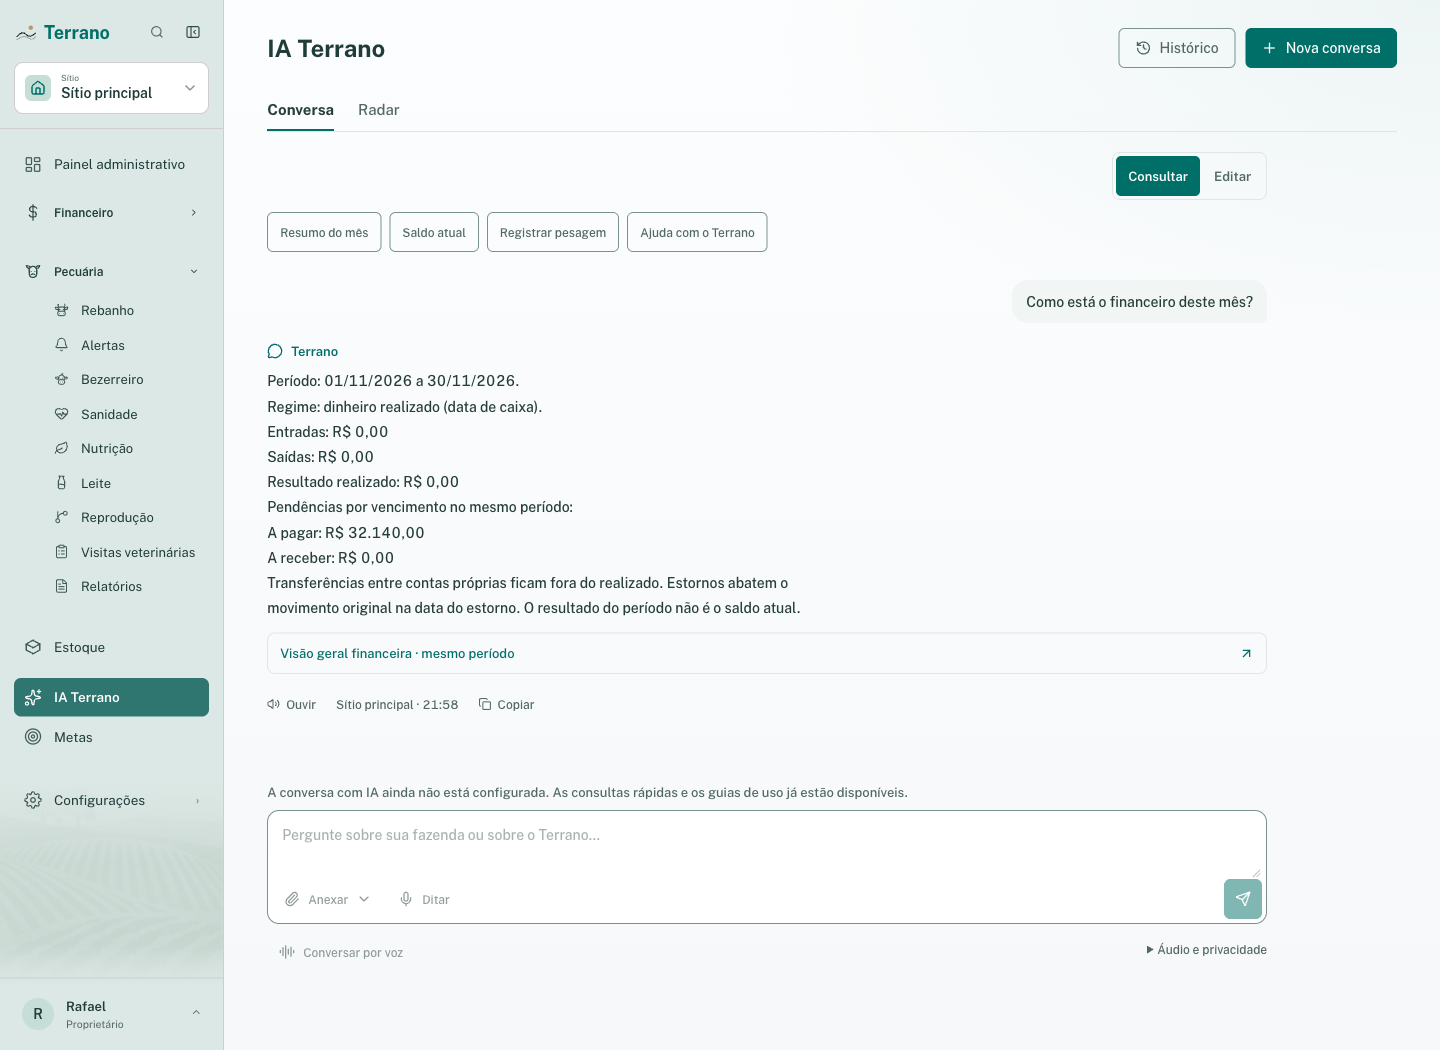 Terrano
Sítio
Sítio principal
Painel administrativo
Financeiro
Pecuária
Rebanho
Alertas
Bezerreiro
Sanidade
Nutrição
Leite
Reprodução
Visitas veterinárias
Relatórios
Estoque
IA Terrano
Metas
Configurações
R
Rafael
Proprietário
IA Terrano
Histórico
Nova conversa
Conversa
Radar
Consultar
Editar
Resumo do mês
Saldo atual
Registrar pesagem
Ajuda com o Terrano
Como está o financeiro deste mês?
Terrano
Período: 01/11/2026 a 30/11/2026.
Regime: dinheiro realizado (data de caixa).
Entradas: R$ 0,00
Saídas: R$ 0,00
Resultado realizado: R$ 0,00
Pendências por vencimento no mesmo período:
A pagar: R$ 32.140,00
A receber: R$ 0,00
Transferências entre contas próprias ficam fora do realizado. Estornos abatem o
movimento original na data do estorno. O resultado do período não é o saldo atual.
Visão geral financeira · mesmo período
Ouvir
Sítio principal · 21:58
Copiar
A conversa com IA ainda não está configurada. As consultas rápidas e os guias de uso já estão disponíveis.
Pergunte sobre sua fazenda ou sobre o Terrano...
Anexar
Ditar
Conversar por voz
Áudio e privacidade